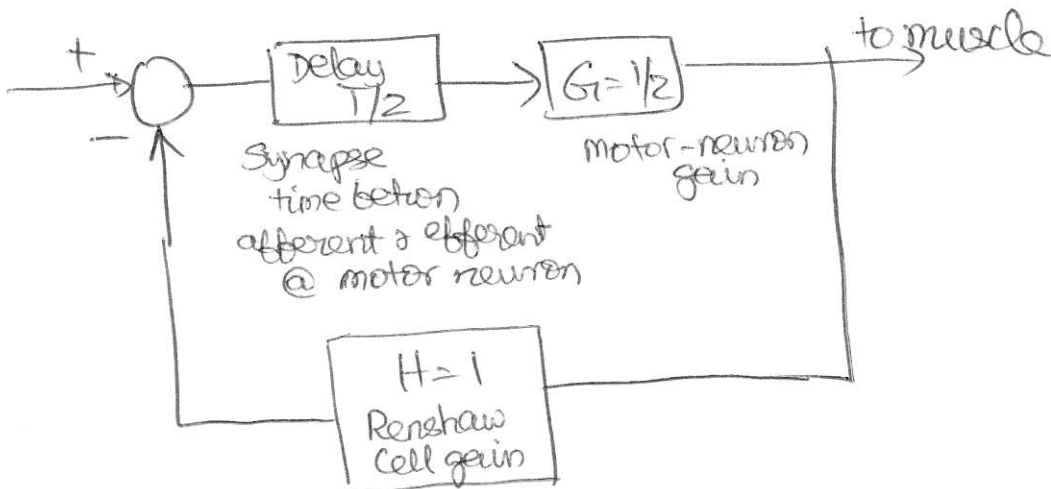 +
−
Delay
1/2
G=1/2
to muscle
Synapse
time betwn
afferent & efferent
@ motor neuron
motor-neuron
gain
H=1
Renshaw
Cell gain